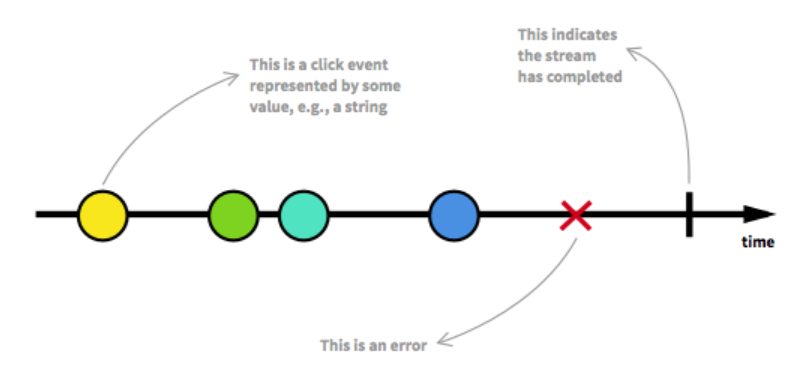 This indicates
the stream
has completed
This is a click event
represented by some
value, e.g., a string
time
This is an error